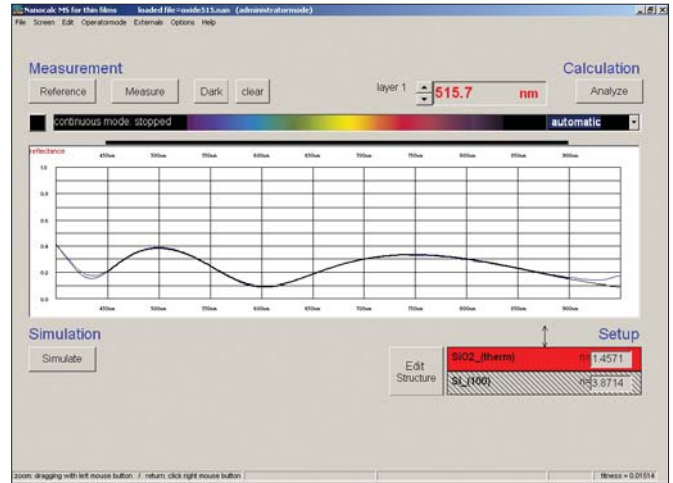 Nanocalc MS for thin films loaded file=oxide515.nan (administratormode)
File Screen Edit Operatormode Externals Options Help
Measurement
Calculation
Reference Measure Dark clear layer 1 515.7 nm Analyze
continuous mode: stopped automatic
reflectance 450nm 500nm 550nm 600nm 650nm 700nm 750nm 800nm 850nm 900nm
1.0
0.8
0.6
0.4
0.2
0.0
450nm 500nm 550nm 600nm 650nm 700nm 750nm 800nm 850nm 900nm
Simulation
Setup
Simulate
Edit Structure
SiO2_(therm) n= 1.4571
Si_(100) n= 3.8714
zoom: dragging with left mouse button / return: click right mouse button fitness = 0.01514